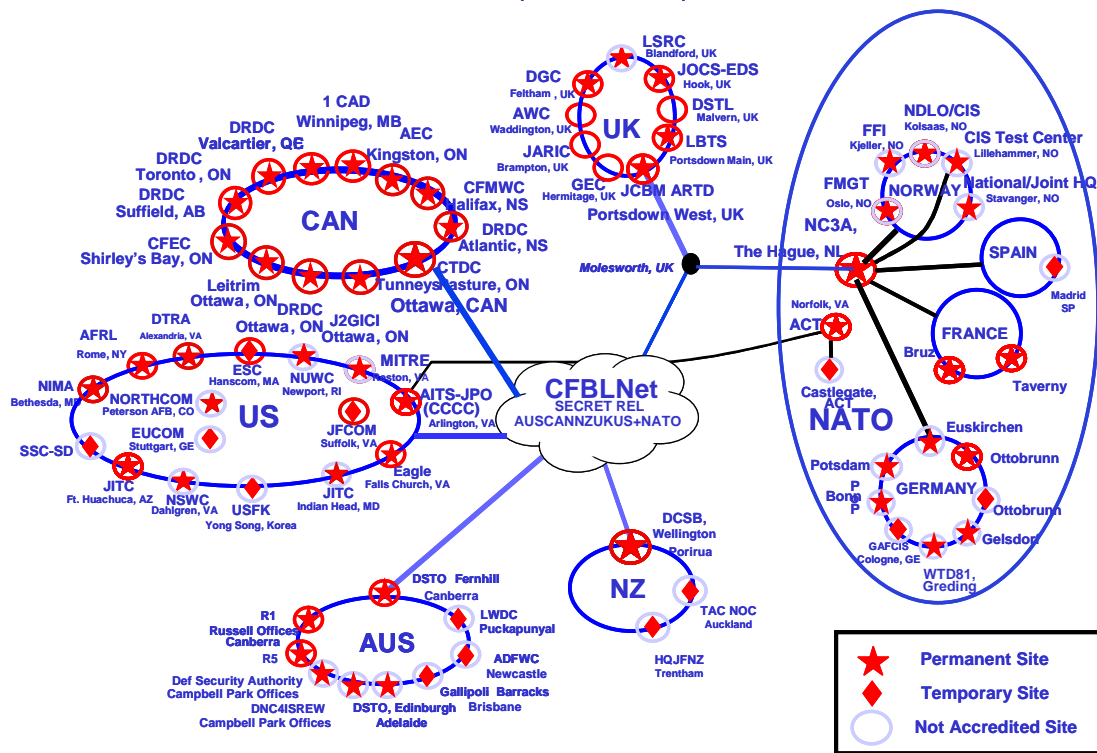 LSRC
Blandford, UK
DGC
Feltham , UK
JOCS-EDS
Hook, UK
AWC
Waddington, UK
UK
DSTL
Malvern, UK
JARIC
Brampton, UK
LBTS
Portsdown Main, UK
GEC
Hermitage, UK
JCBM ARTD
Portsdown West, UK
1 CAD
Winnipeg, MB
DRDC
Valcartier, QC
AEC
Kingston, ON
DRDC
Toronto , ON
DRDC
Suffield, AB
CFMWC
Halifax, NS
CAN
CFEC
Shirley's Bay, ON
DRDC
Atlantic, NS
Leitrim
Ottawa, ON
CTDC
Tunneys Pasture, ON
Ottawa, CAN
DRDC
Ottawa, ON
J2GICI
Ottawa, ON
NDLO/CIS
Kolsaas, NO
FFI
Kjeller, NO
CIS Test Center
Lillehammer, NO
FMGT
Oslo, NO
NORWAY
National/Joint HQ
Stavanger, NO
NC3A,
The Hague, NL
Molesworth, UK
SPAIN
Madrid
SP
Norfolk, VA
ACT
FRANCE
Bruz
Taverny
Castlegate,
ACT
NATO
Euskirchen
Potsdam
Ottobrunn
P
GERMANY
Bonn
P
Ottobrunn
GAFCIS
Cologne, GE
Gelsdorf
WTD81,
Greding
AFRL
Rome, NY
DTRA
Alexandria, VA
ESC
Hanscom, MA
NUWC
Newport, RI
MITRE
Reston, VA
NIMA
Bethesda, MD
NORTHCOM
Peterson AFB, CO
US
AITS-JPO
(CCCC)
Arlington, VA
EUCOM
Stuttgart, GE
JFCOM
Suffolk, VA
SSC-SD
JITC
Ft. Huachuca, AZ
NSWC
Dahlgren, VA
USFK
Yong Song, Korea
JITC
Indian Head, MD
Eagle
Falls Church, VA
CFBLNet
SECRET REL
AUSCANNZUKUS+NATO
DCSB,
Wellington
Porirua
NZ
TAC NOC
Auckland
HQJFNZ
Trentham
DSTO Fernhill
Canberra
R1
Russell Offices
Canberra
R5
AUS
LWDC
Puckapunyal
ADFWC
Newcastle
Def Security Authority
Campbell Park Offices
Gallipoli Barracks
Brisbane
DNC4ISREW
Campbell Park Offices
DSTO, Edinburgh
Adelaide
Permanent Site
Temporary Site
Not Accredited Site